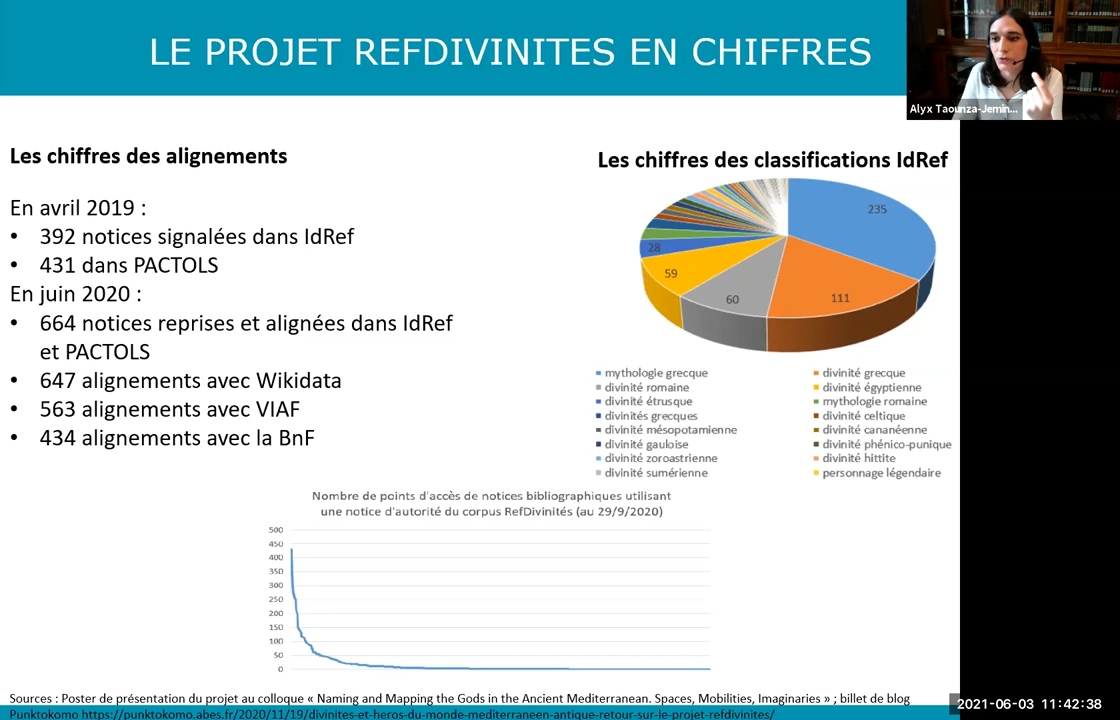 LE PROJET REFDIVINITES EN CHIFFRES
Alyx Taounza-Jemin...
Les chiffres des alignements
En avril 2019 :
• 392 notices signalées dans IdRef
• 431 dans PACTOLS
En juin 2020 :
• 664 notices reprises et alignées dans IdRef
et PACTOLS
• 647 alignements avec Wikidata
• 563 alignements avec VIAF
• 434 alignements avec la BnF
Les chiffres des classifications IdRef
235
111
60
59
28
mythologie grecque
divinité grecque
divinité romaine
divinité égyptienne
divinité étrusque
mythologie romaine
divinités grecques
divinité celtique
divinité mésopotamienne
divinité cananéenne
divinité gauloise
divinité phénico-punique
divinité zoroastrienne
divinité hittite
divinité sumérienne
personnage légendaire
Nombre de points d'accès de notices bibliographiques utilisant
une notice d'autorité du corpus RefDivinités (au 29/9/2020)
500
450
400
350
300
250
200
150
100
50
0
Sources : Poster de présentation du projet au colloque « Naming and Mapping the Gods in the Ancient Mediterranean. Spaces, Mobilities, Imaginaries » ; billet de blog
Punktokomo https://punktokomo.abes.fr/2020/11/19/divinites-et-heros-du-monde-mediterraneen-antique-retour-sur-le-projet-refdivinites/
2021-06-03 11:42:38